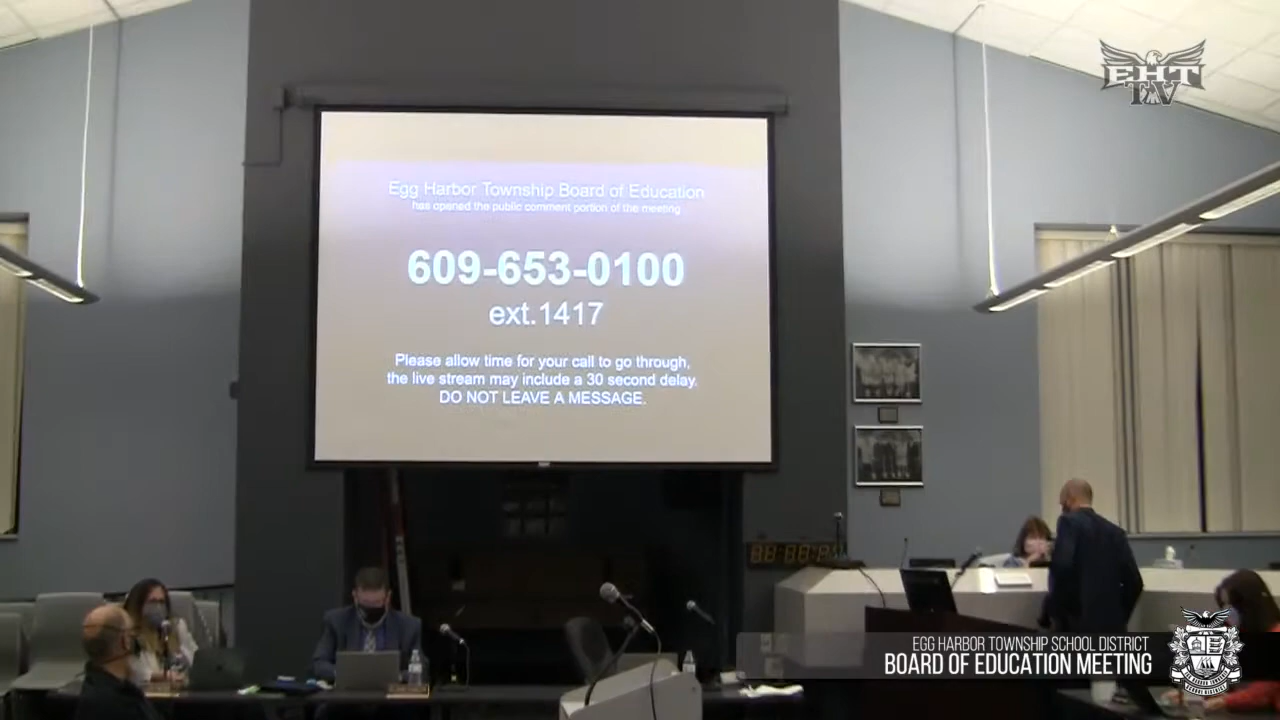 EHT
TV
Egg Harbor Township Board of Education
has opened the public comment portion of the meeting
609-653-0100
ext.1417
Please allow time for your call to go through,
the live stream may include a 30 second delay.
DO NOT LEAVE A MESSAGE.
EGG HARBOR TOWNSHIP SCHOOL DISTRICT
BOARD OF EDUCATION MEETING